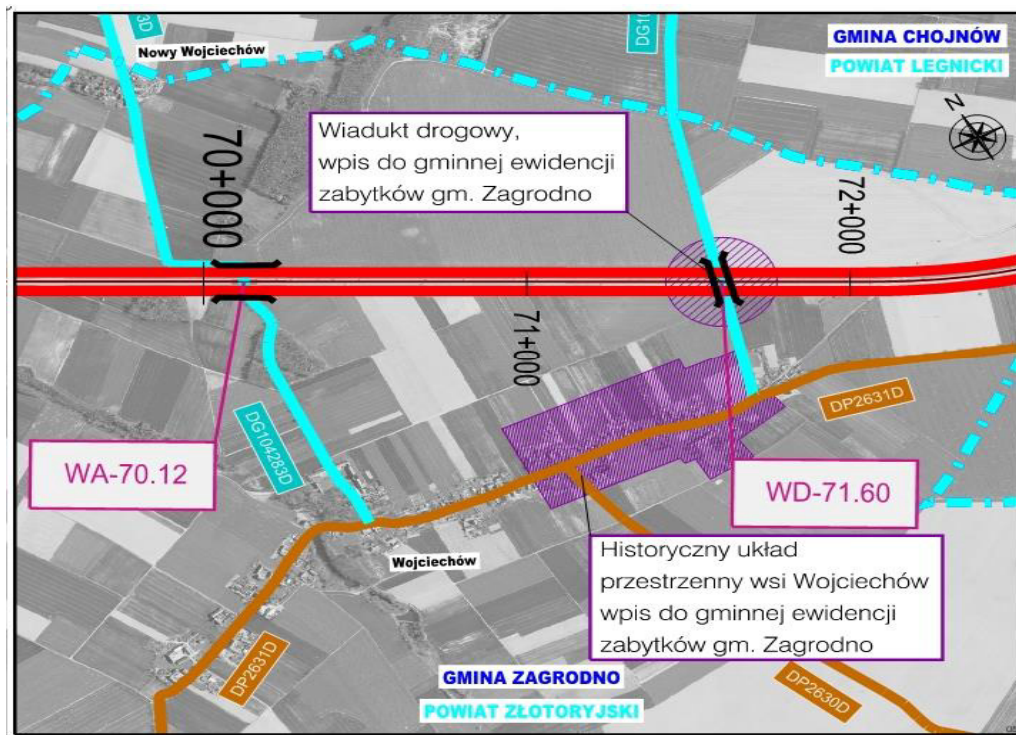 3D
Nowy Wojciechów
DG10
GMINA CHOJNÓW
POWIAT LEGNICKI
N
Wiadukt drogowy,
wpis do gminnej ewidencji
zabytków gm. Zagrodno
70+000
72+000
71+000
DP2631D
DG104283D
WA-70.12
WD-71.60
Wojciechów
Historyczny układ
przestrzenny wsi Wojciechów
wpis do gminnej ewidencji
zabytków gm. Zagrodno
DP2631D
GMINA ZAGRODNO
POWIAT ZŁOTORYJSKI
DP2630D